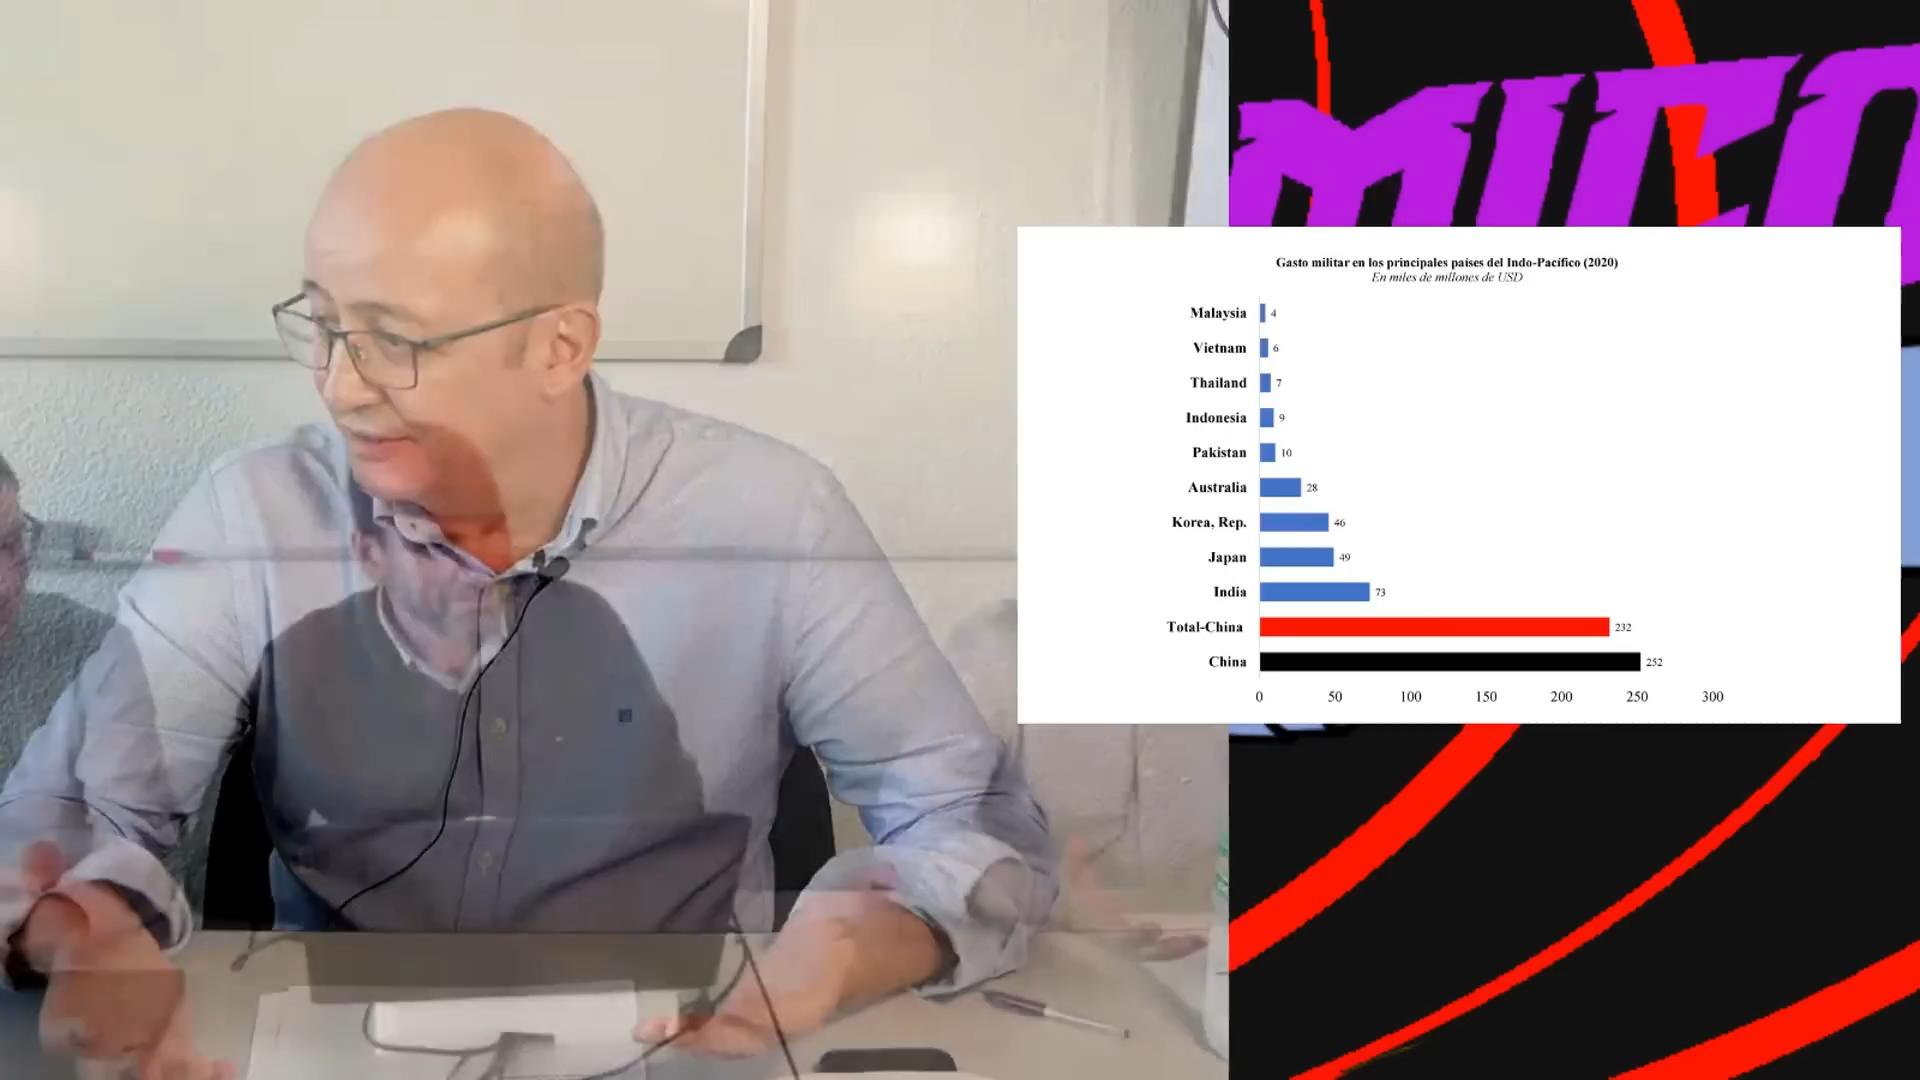 Gasto militar en los principales países del Indo-Pacífico (2020)
En miles de millones de USD
Malaysia 4
Vietnam 6
Thailand 7
Indonesia 9
Pakistan 10
Australia 28
Korea, Rep. 46
Japan 49
India 73
Total-China 232
China 252
0 50 100 150 200 250 300